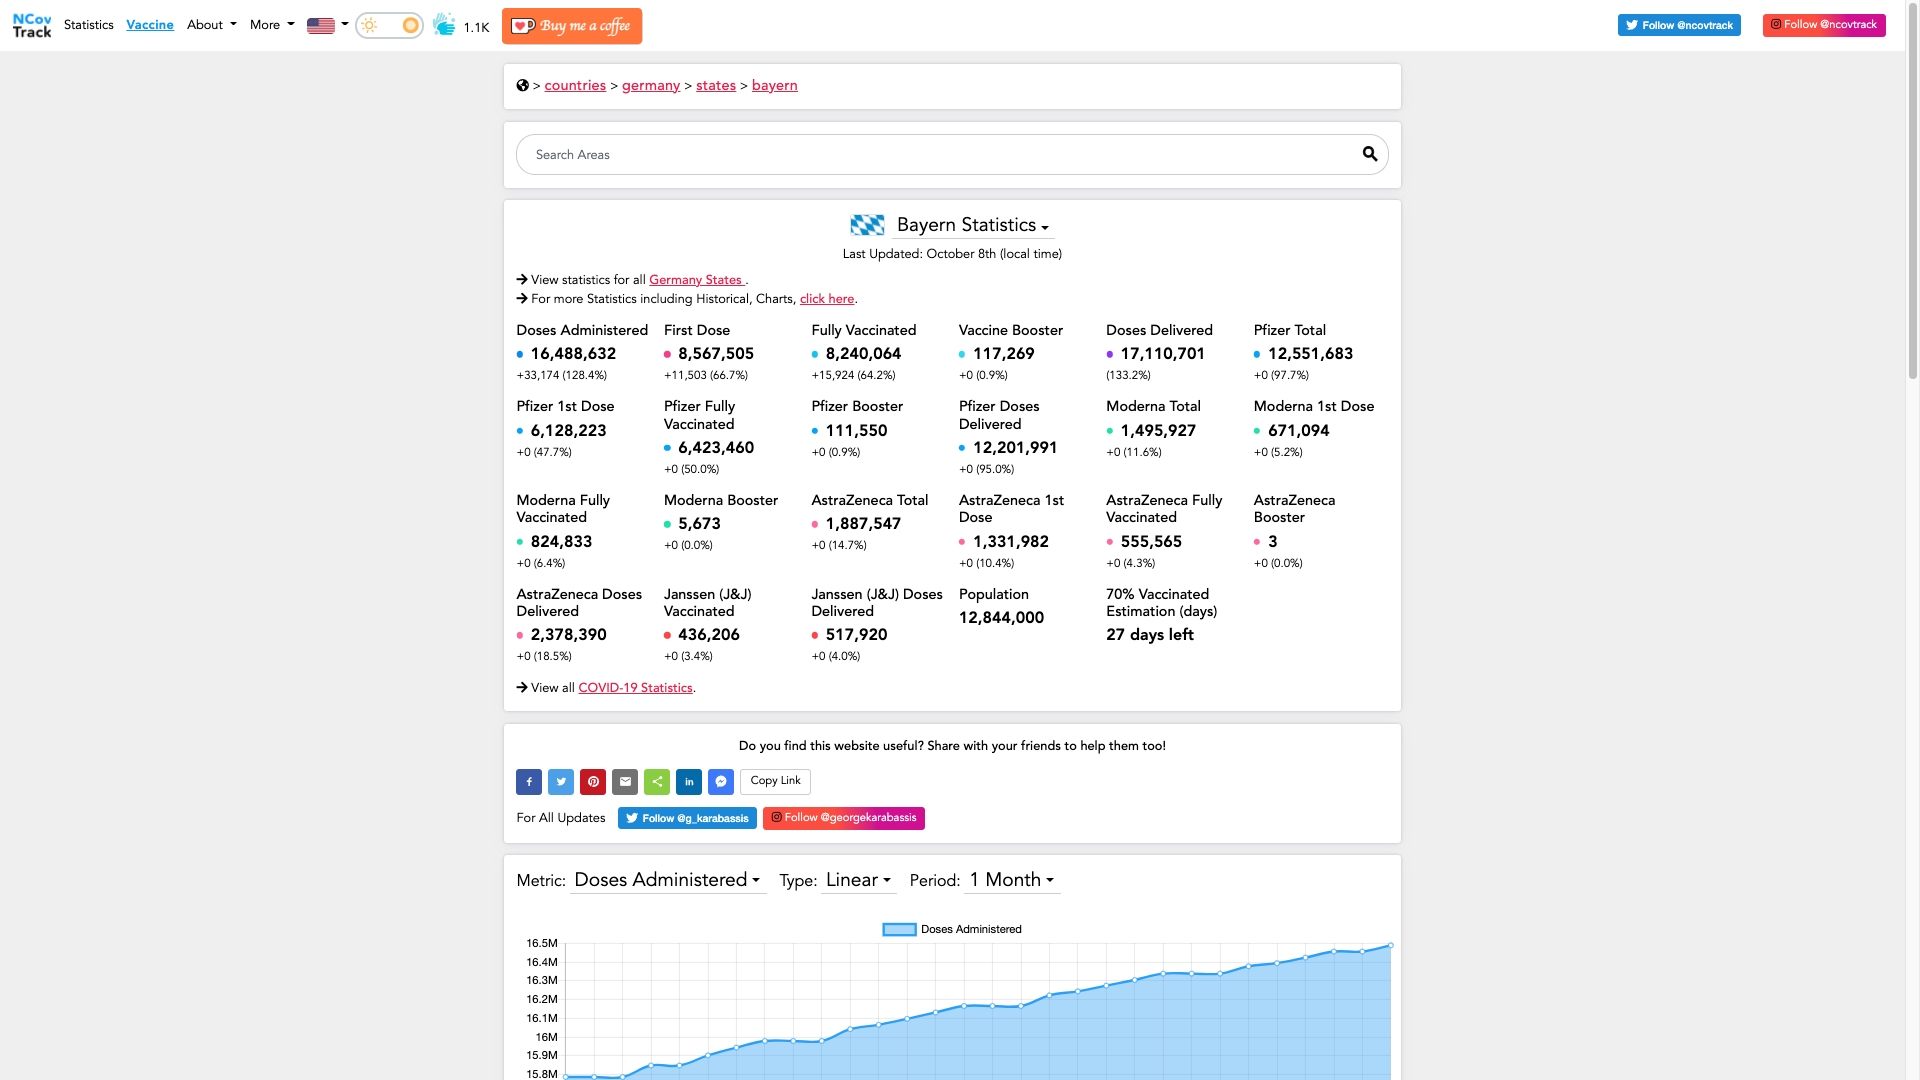 NCov
Track
Statistics
Vaccine
About
More
1.1K
Buy me a coffee
Follow @ncovtrack
Follow @ncovtrack
> countries > germany > states > bayern
Search Areas
Bayern Statistics
Last Updated: October 8th (local time)
View statistics for all Germany States .
For more Statistics including Historical, Charts, click here.
Doses Administered
16,488,632
+33,174 (128.4%)
First Dose
8,567,505
+11,503 (66.7%)
Fully Vaccinated
8,240,064
+15,924 (64.2%)
Vaccine Booster
117,269
+0 (0.9%)
Doses Delivered
17,110,701
(133.2%)
Pfizer Total
12,551,683
+0 (97.7%)
Pfizer 1st Dose
6,128,223
+0 (47.7%)
Pfizer Fully
Vaccinated
6,423,460
+0 (50.0%)
Pfizer Booster
111,550
+0 (0.9%)
Pfizer Doses
Delivered
12,201,991
+0 (95.0%)
Moderna Total
1,495,927
+0 (11.6%)
Moderna 1st Dose
671,094
+0 (5.2%)
Moderna Fully
Vaccinated
824,833
+0 (6.4%)
Moderna Booster
5,673
+0 (0.0%)
AstraZeneca Total
1,887,547
+0 (14.7%)
AstraZeneca 1st
Dose
1,331,982
+0 (10.4%)
AstraZeneca Fully
Vaccinated
555,565
+0 (4.3%)
AstraZeneca
Booster
3
+0 (0.0%)
AstraZeneca Doses
Delivered
2,378,390
+0 (18.5%)
Janssen (J&J)
Vaccinated
436,206
+0 (3.4%)
Janssen (J&J) Doses
Delivered
517,920
+0 (4.0%)
Population
12,844,000
70% Vaccinated
Estimation (days)
27 days left
View all COVID-19 Statistics.
Do you find this website useful? Share with your friends to help them too!
Copy Link
For All Updates
Follow @g_karabassis
Follow @georgekarabassis
Metric: Doses Administered Type: Linear Period: 1 Month
Doses Administered
16.5M
16.4M
16.3M
16.2M
16.1M
16M
15.9M
15.8M